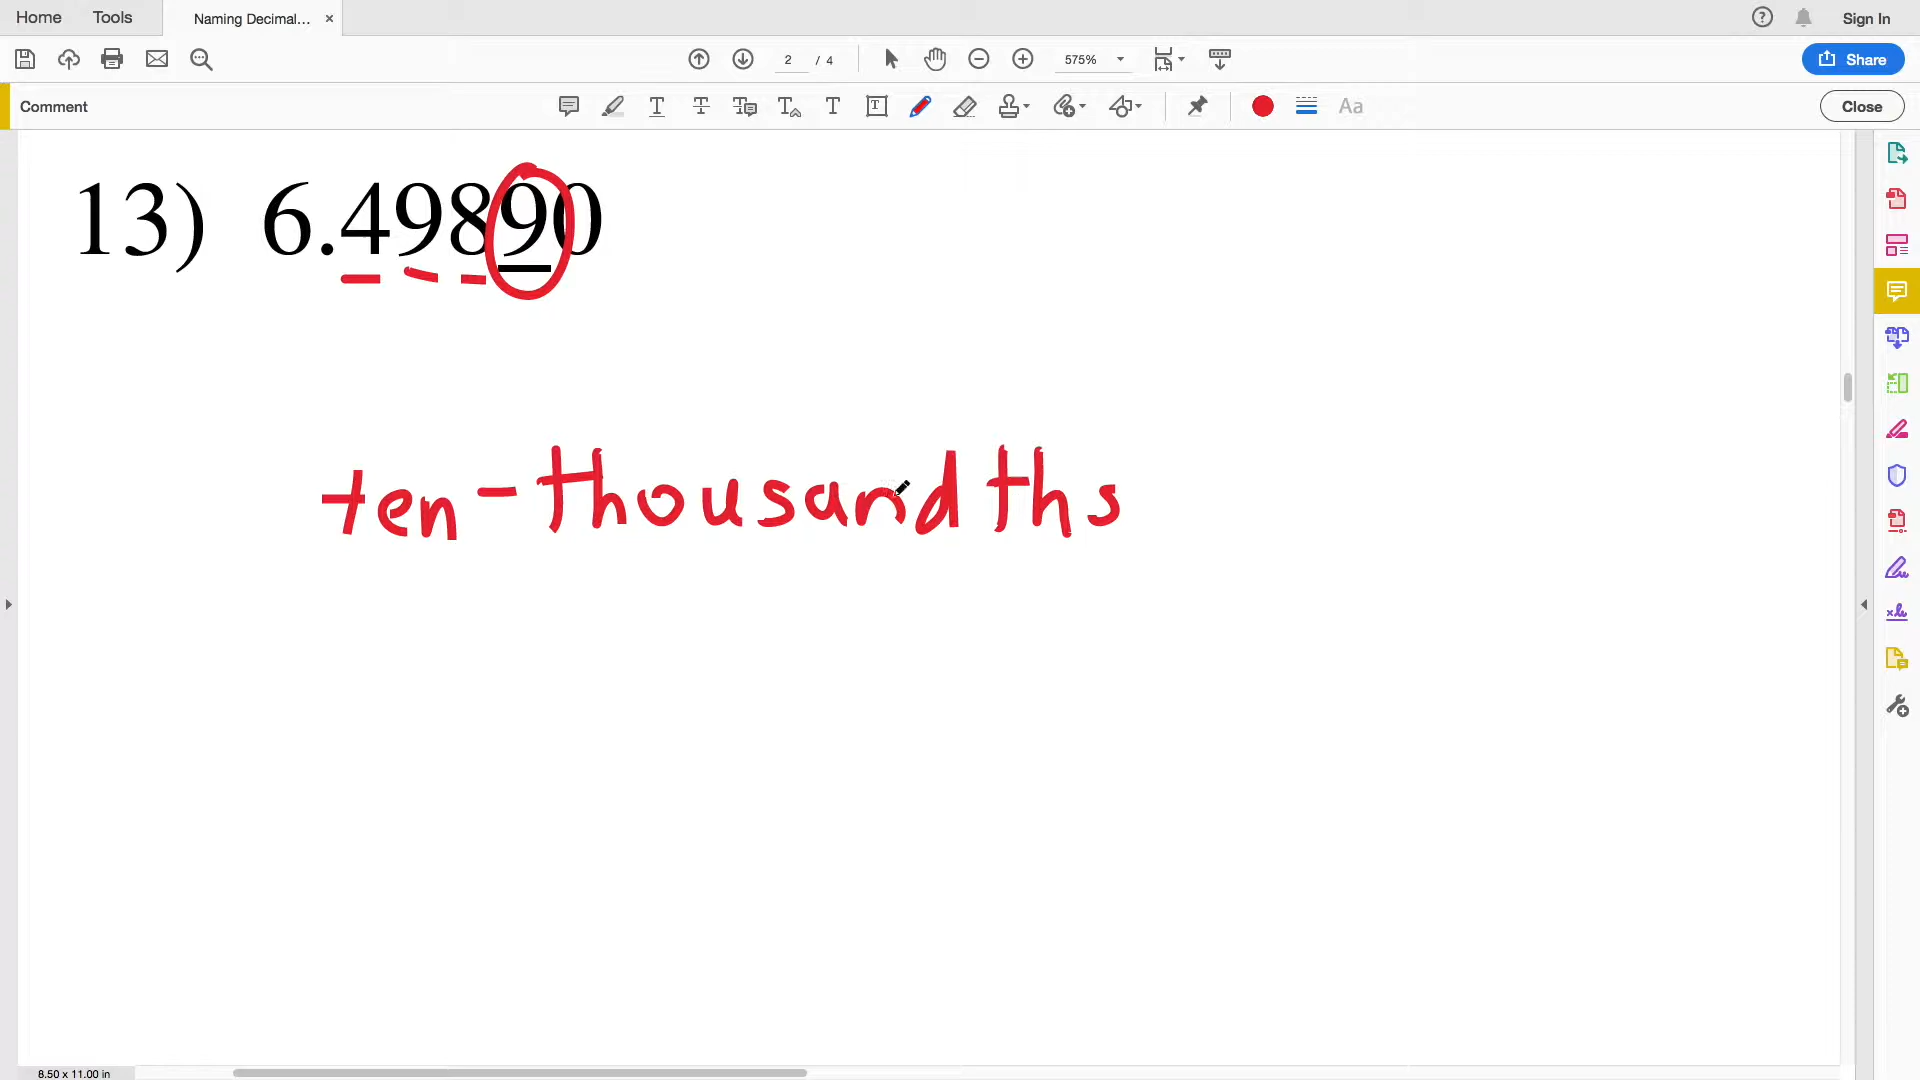 Home Tools Naming Decimal... × Sign In
2 / 4 575% Share
Comment Aa Close
13) 6.49890
ten-thousandths
8.50 x 11.00 in